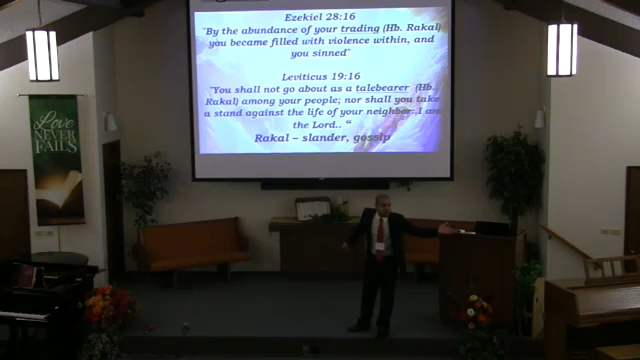 Ezekiel 28:16
"By the abundance of your trading (Hb. Rakal)
you became filled with violence within, and
you sinned"
Leviticus 19:16
"You shall not go about as a talebearer (Hb.
Rakal) among your people; nor shall you take
a stand against the life of your neighbor: I am
the Lord.. "
Rakal – slander, gossip
Love
NEVER
FAILS